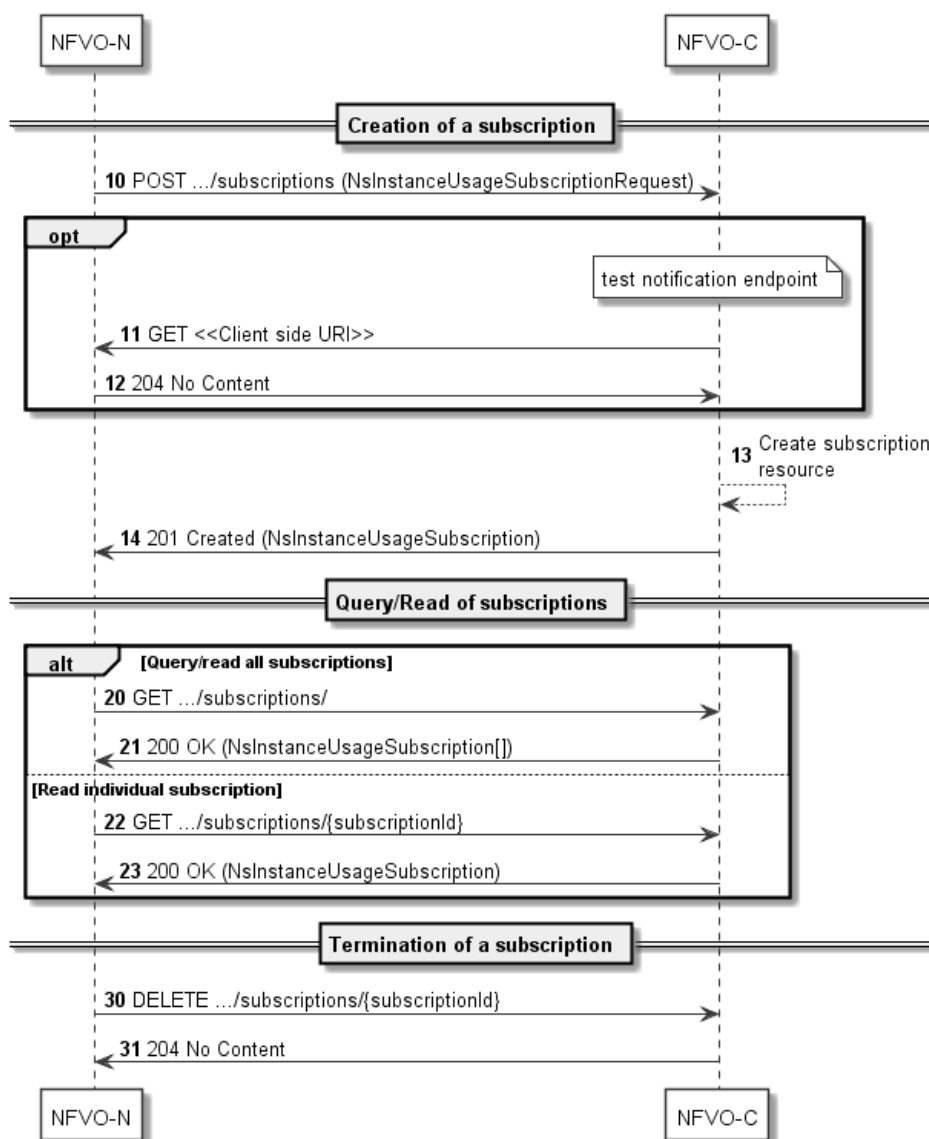 NFVO-N NFVO-C
Creation of a subscription
10 POST .../subscriptions (NsInstanceUsageSubscriptionRequest)
opt
test notification endpoint
11 GET <<Client side URI>>
12 204 No Content
13 Create subscription
resource
14 201 Created (NsInstanceUsageSubscription)
Query/Read of subscriptions
alt [Query/read all subscriptions]
20 GET .../subscriptions/
21 200 OK (NsInstanceUsageSubscription[])
[Read individual subscription]
22 GET .../subscriptions/{subscriptionId}
23 200 OK (NsInstanceUsageSubscription)
Termination of a subscription
30 DELETE .../subscriptions/{subscriptionId}
31 204 No Content
NFVO-N NFVO-C